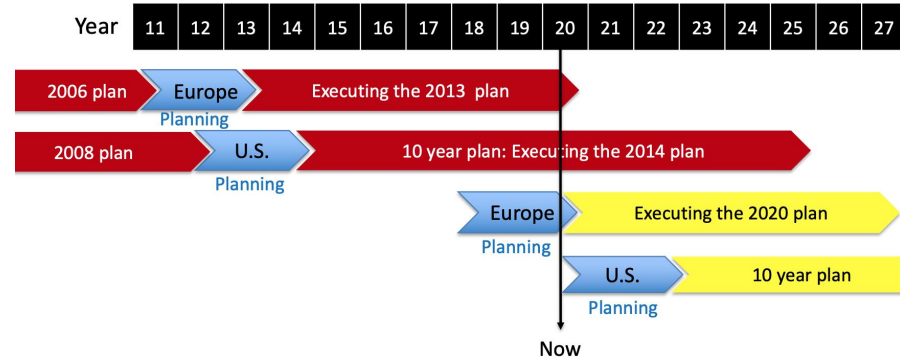 Year 11 12 13 14 15 16 17 18 19 20 21 22 23 24 25 26 27
2006 plan Europe Executing the 2013 plan
Planning
2008 plan U.S. 10 year plan: Executing the 2014 plan
Planning
Europe Executing the 2020 plan
Planning
U.S. 10 year plan
Planning
Now